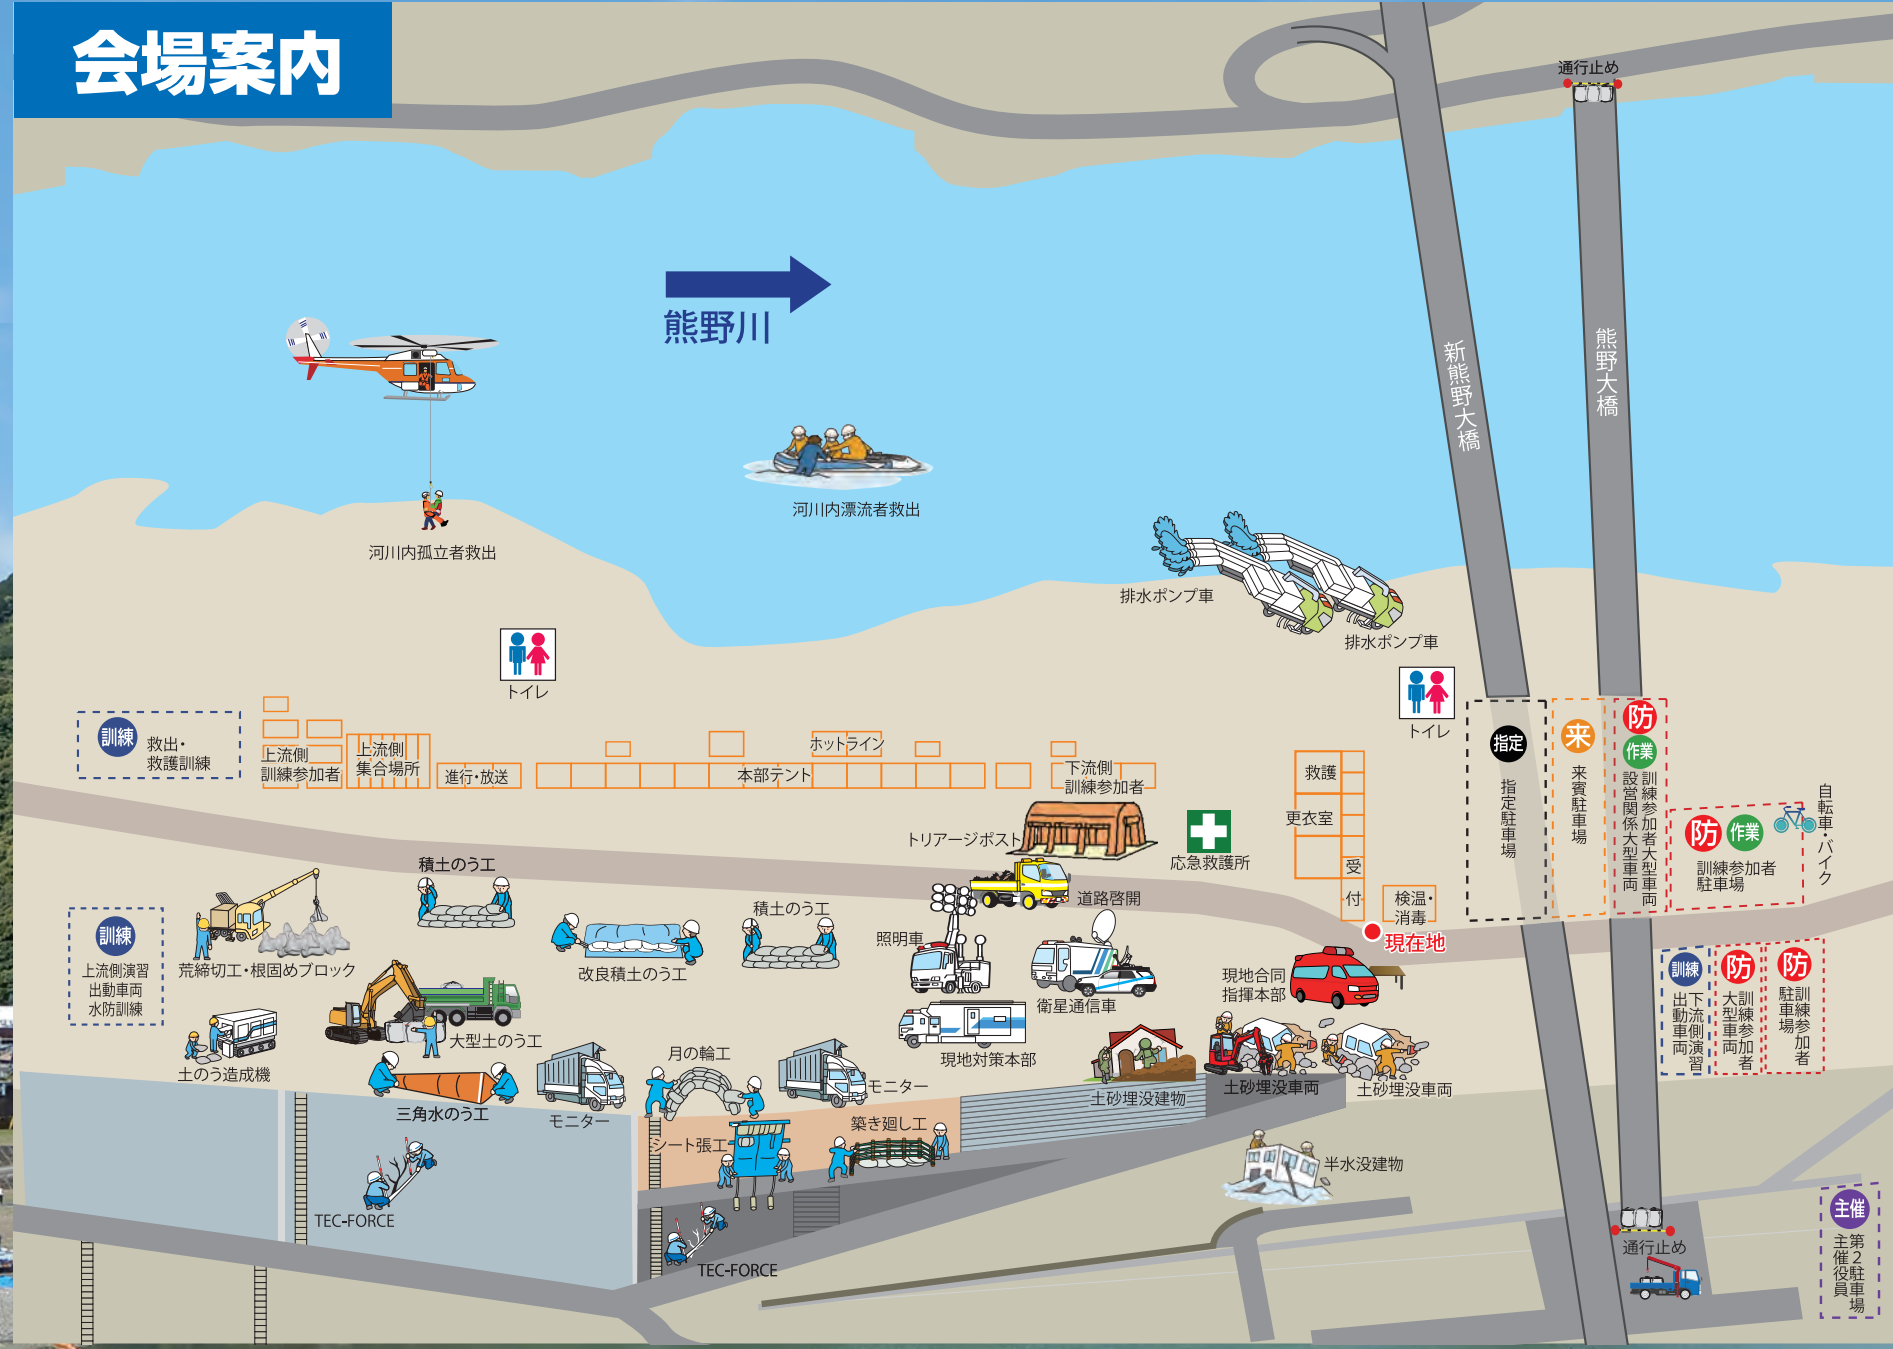 会場案内
通行止め
熊野川
新熊野大橋
熊野大橋
河川内漂流者救出
河川内孤立者救出
排水ポンプ車
排水ポンプ車
トイレ
トイレ
訓練
救出・
救護訓練
上流側
訓練参加者
上流側
集合場所
進行・放送
本部テント
ホットライン
下流側
訓練参加者
救護
更衣室
受
付
検温・
消毒
現在地
指定
指定駐車場
来
来賓駐車場
防
作業
訓練参加者大型車両
設営関係大型車両
防
作業
訓練参加者
駐車場
自転車・バイク
トリアージポスト
応急救護所
道路啓開
積土のう工
積土のう工
改良積土のう工
照明車
衛星通信車
現地合同
指揮本部
現地対策本部
訓練
上流側演習
出動車両
水防訓練
荒締切工・根固めブロック
大型土のう工
土のう造成機
三角水のう工
モニター
月の輪工
モニター
土砂埋没建物
土砂埋没車両
土砂埋没車両
シート張工
築き廻し工
半水没建物
TEC-FORCE
TEC-FORCE
訓練
下流側演習
出動車両
防
訓練参加者
大型車両
防
訓練参加者
駐車場
通行止め
主催
第２駐車場
主催役員